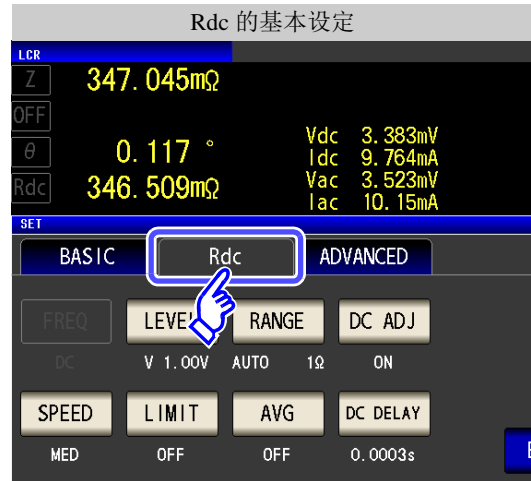 Rdc 的基本设定
LCR
Z 347.045mΩ
OFF
θ 0.117 ° Vdc 3.383mV
Idc 9.764mA
Rdc 346.509mΩ Vac 3.523mV
Iac 10.15mA
SET
BASIC Rdc ADVANCED
FREQ LEVEL RANGE DC ADJ
DC V 1.00V AUTO 1Ω ON
SPEED LIMIT AVG DC DELAY
MED OFF OFF 0.0003s